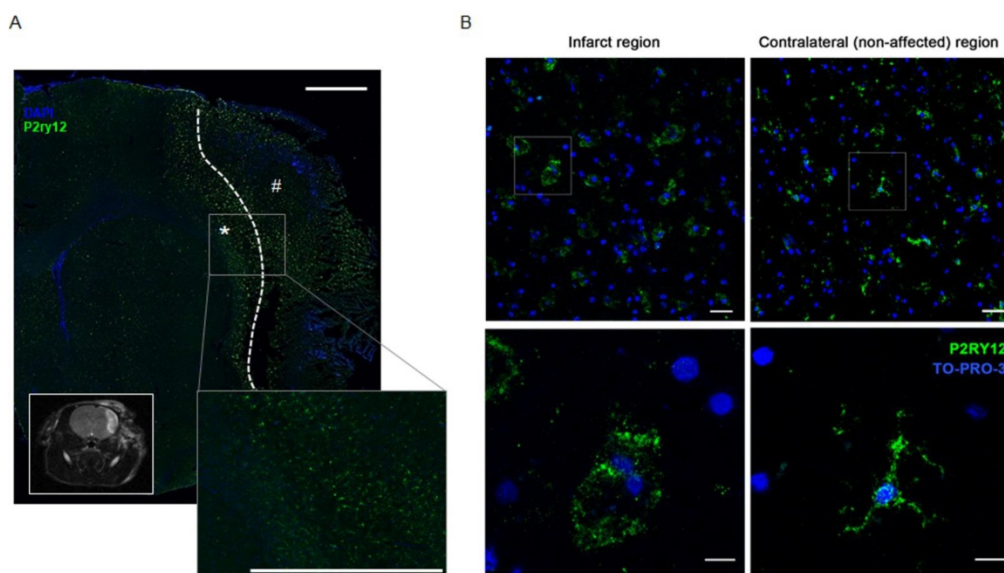 A
DAPI
P2ry12
#
*
B
Infarct region
Contralateral (non-affected) region
P2RY12
TO-PRO-3